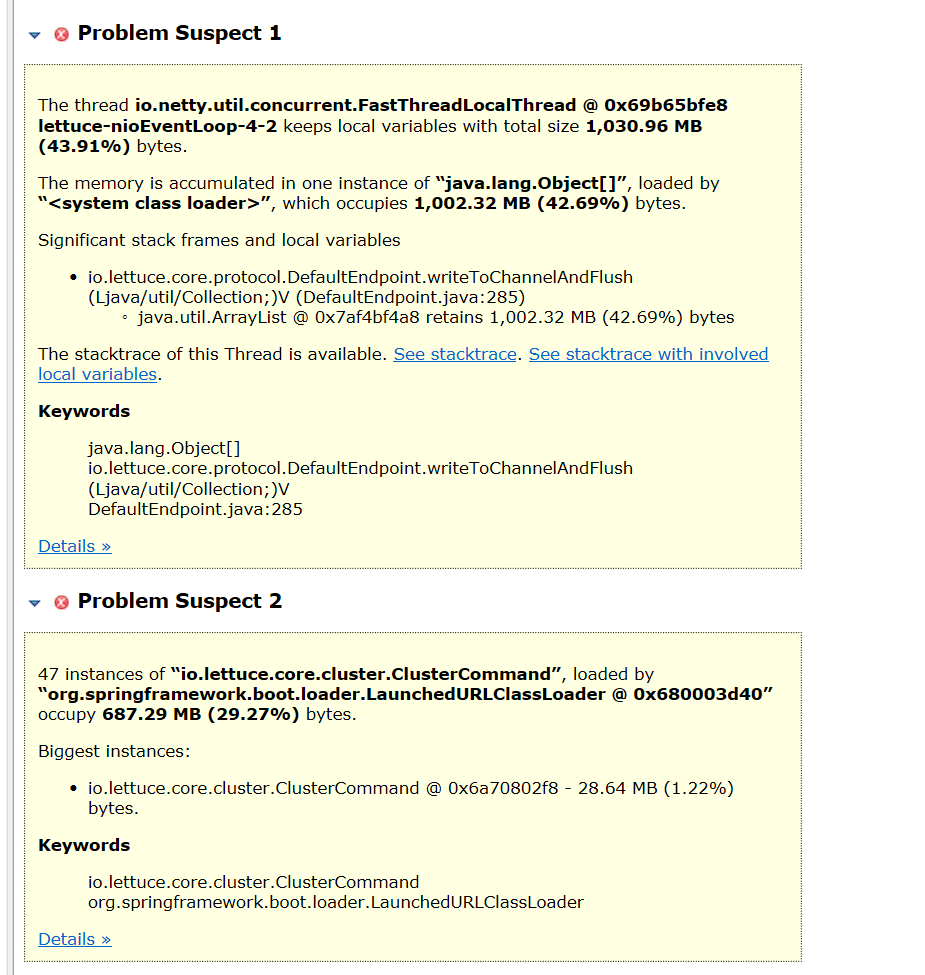 Problem Suspect 1
The thread io.netty.util.concurrent.FastThreadLocalThread @ 0x69b65bfe8
lettuce-nioEventLoop-4-2 keeps local variables with total size 1,030.96 MB
(43.91%) bytes.
The memory is accumulated in one instance of “java.lang.Object[]”, loaded by
“<system class loader>”, which occupies 1,002.32 MB (42.69%) bytes.
Significant stack frames and local variables
• io.lettuce.core.protocol.DefaultEndpoint.writeToChannelAndFlush
(Ljava/util/Collection;)V (DefaultEndpoint.java:285)
◦ java.util.ArrayList @ 0x7af4bf4a8 retains 1,002.32 MB (42.69%) bytes
The stacktrace of this Thread is available. See stacktrace. See stacktrace with involved
local variables.
Keywords
java.lang.Object[]
io.lettuce.core.protocol.DefaultEndpoint.writeToChannelAndFlush
(Ljava/util/Collection;)V
DefaultEndpoint.java:285
Details »
Problem Suspect 2
47 instances of “io.lettuce.core.cluster.ClusterCommand”, loaded by
“org.springframework.boot.loader.LaunchedURLClassLoader @ 0x680003d40”
occupy 687.29 MB (29.27%) bytes.
Biggest instances:
• io.lettuce.core.cluster.ClusterCommand @ 0x6a70802f8 - 28.64 MB (1.22%)
bytes.
Keywords
io.lettuce.core.cluster.ClusterCommand
org.springframework.boot.loader.LaunchedURLClassLoader
Details »